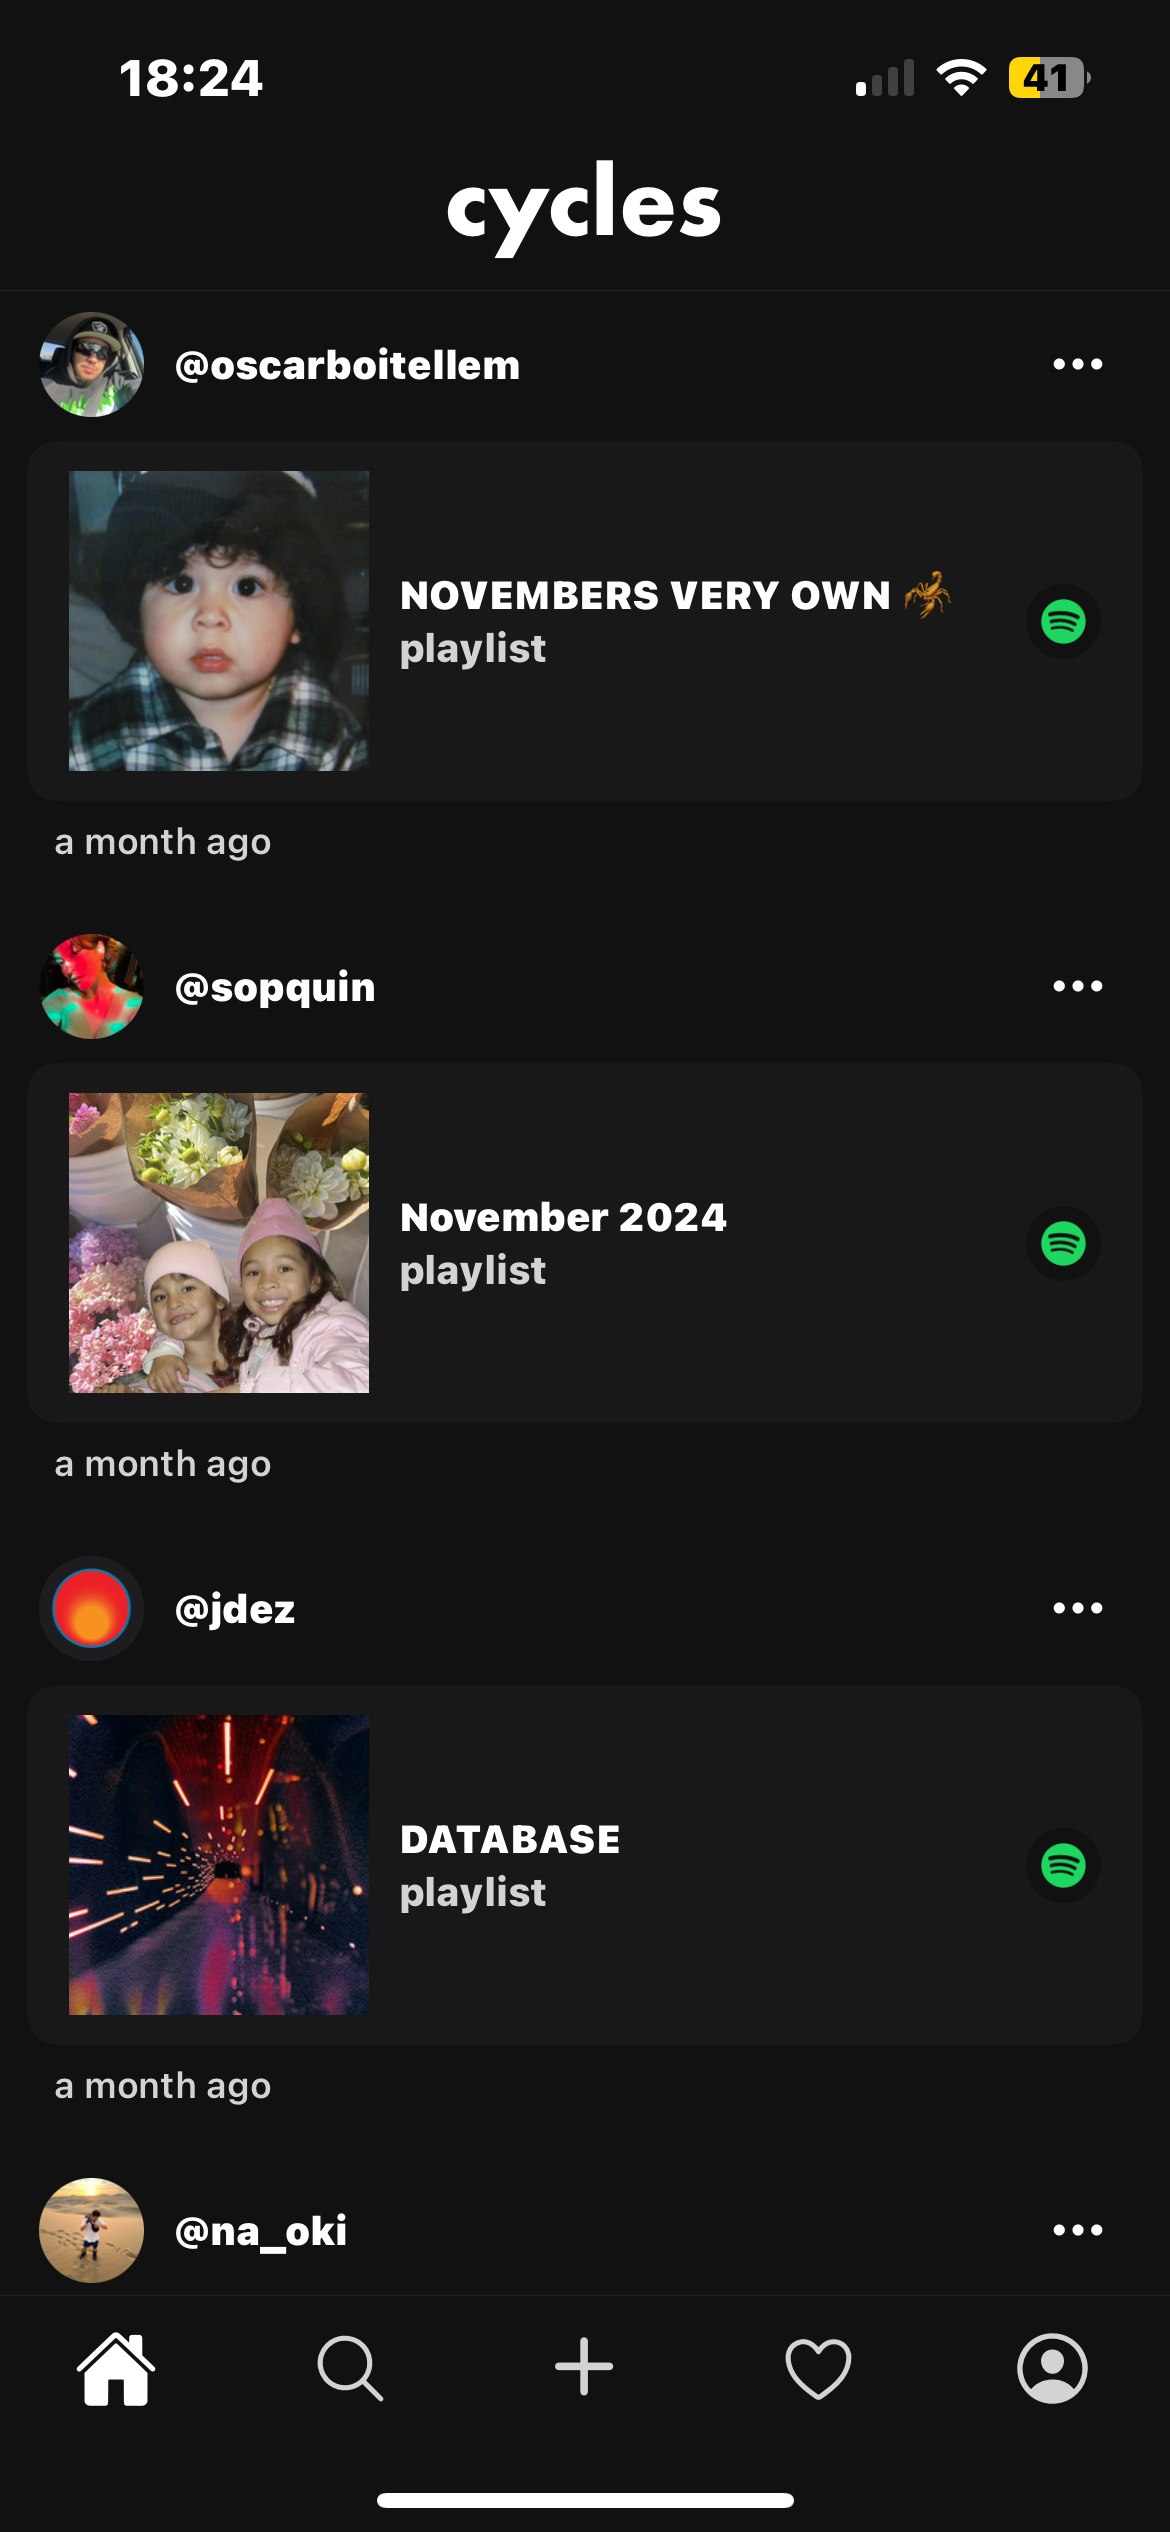 18:24
41
cycles
@oscarboitellem
NOVEMBERS VERY OWN 🦂
playlist
a month ago
@sopquin
November 2024
playlist
a month ago
@jdez
DATABASE
playlist
a month ago
@na_oki